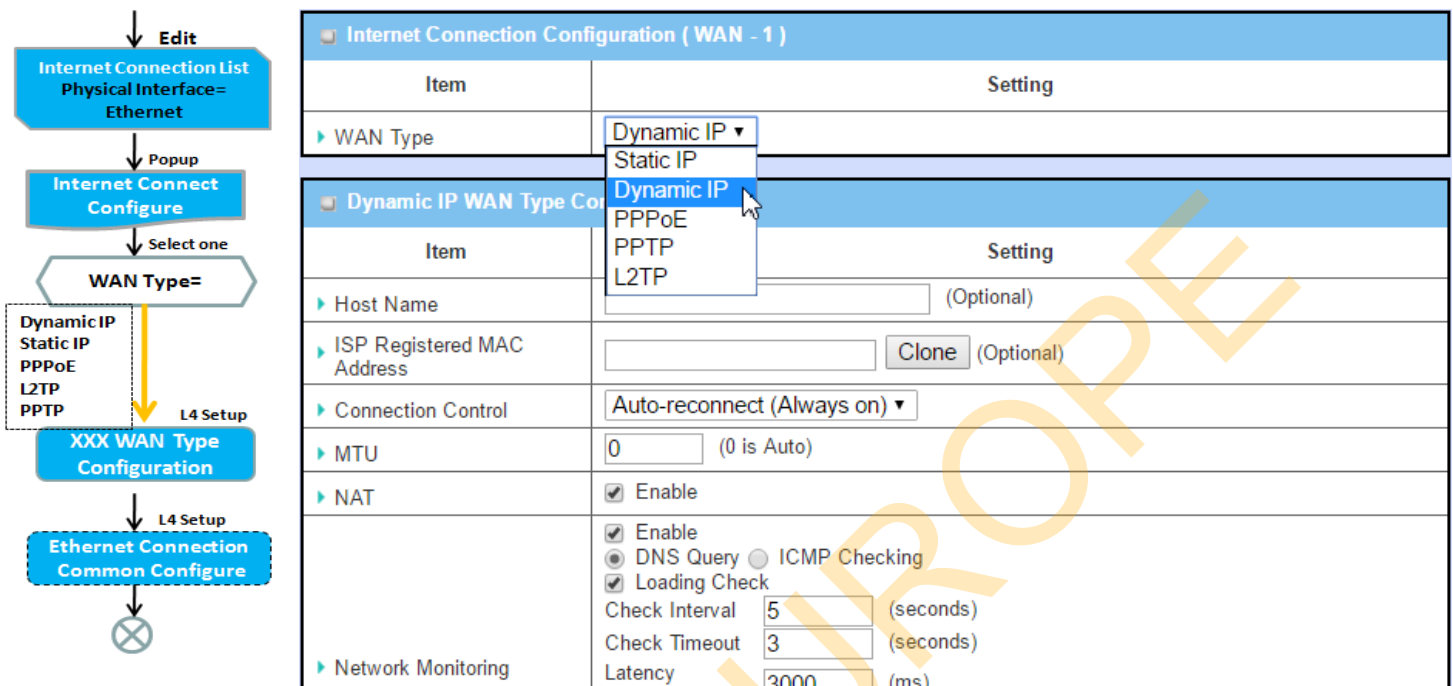 Edit
Internet Connection List
Physical Interface=
Ethernet
Popup
Internet Connect
Configure
Select one
WAN Type=
Dynamic IP
Static IP
PPPoE
L2TP
PPTP
L4 Setup
XXX WAN Type
Configuration
L4 Setup
Ethernet Connection
Common Configure
Internet Connection Configuration ( WAN - 1 )
Item Setting
WAN Type Dynamic IP
Static IP
Dynamic IP
PPPoE
PPTP
L2TP
Dynamic IP WAN Type Co
Item Setting
Host Name (Optional)
ISP Registered MAC
Address Clone (Optional)
Connection Control Auto-reconnect (Always on)
MTU 0 (0 is Auto)
NAT Enable
Network Monitoring
Enable
DNS Query ICMP Checking
Loading Check
Check Interval 5 (seconds)
Check Timeout 3 (seconds)
Latency 3000 (ms)
UROPE